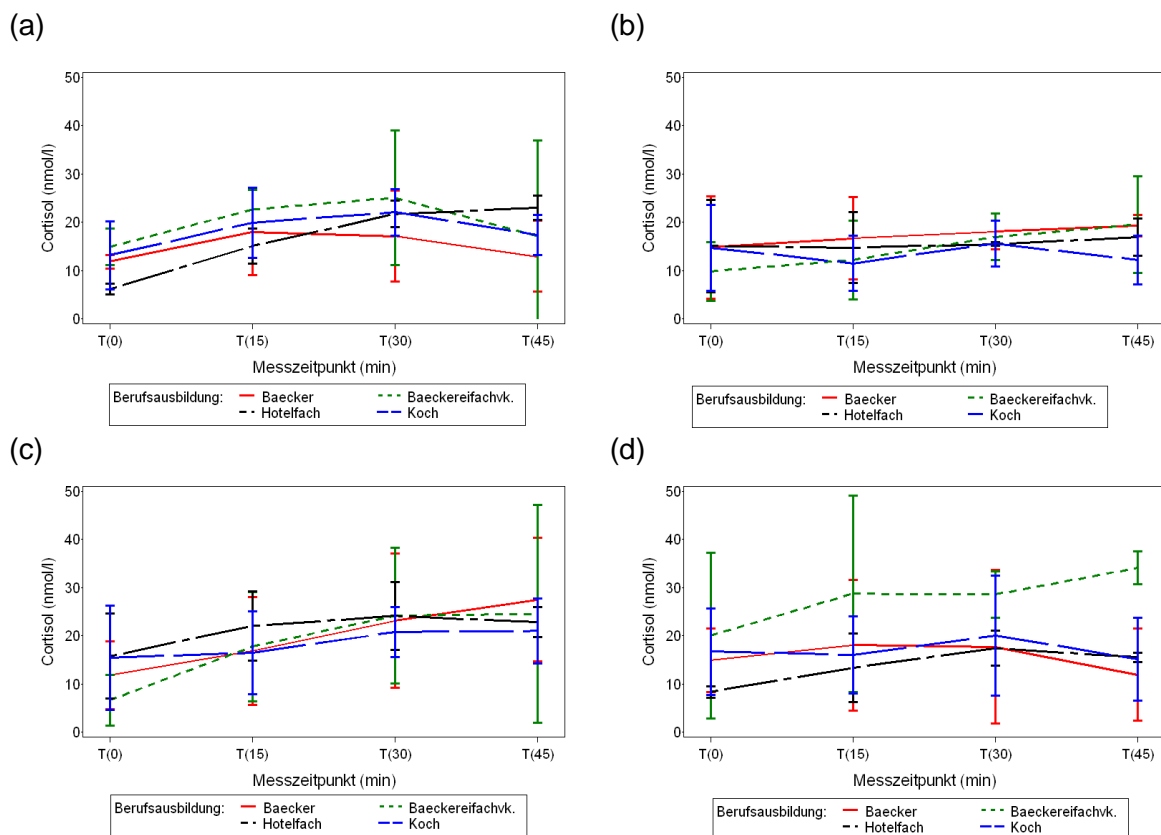 (a)
50
40
30
20
10
0
Cortisol (nmol/l)
T(0) T(15) T(30) T(45)
Messzeitpunkt (min)
Berufsausbildung: Baecker Baeckereifachvk.
Hotelfach Koch
(b)
50
40
30
20
10
0
Cortisol (nmol/l)
T(0) T(15) T(30) T(45)
Messzeitpunkt (min)
Berufsausbildung: Baecker Baeckereifachvk.
Hotelfach Koch
(c)
50
40
30
20
10
0
Cortisol (nmol/l)
T(0) T(15) T(30) T(45)
Messzeitpunkt (min)
Berufsausbildung: Baecker Baeckereifachvk.
Hotelfach Koch
(d)
50
40
30
20
10
0
Cortisol (nmol/l)
T(0) T(15) T(30) T(45)
Messzeitpunkt (min)
Berufsausbildung: Baecker Baeckereifachvk.
Hotelfach Koch